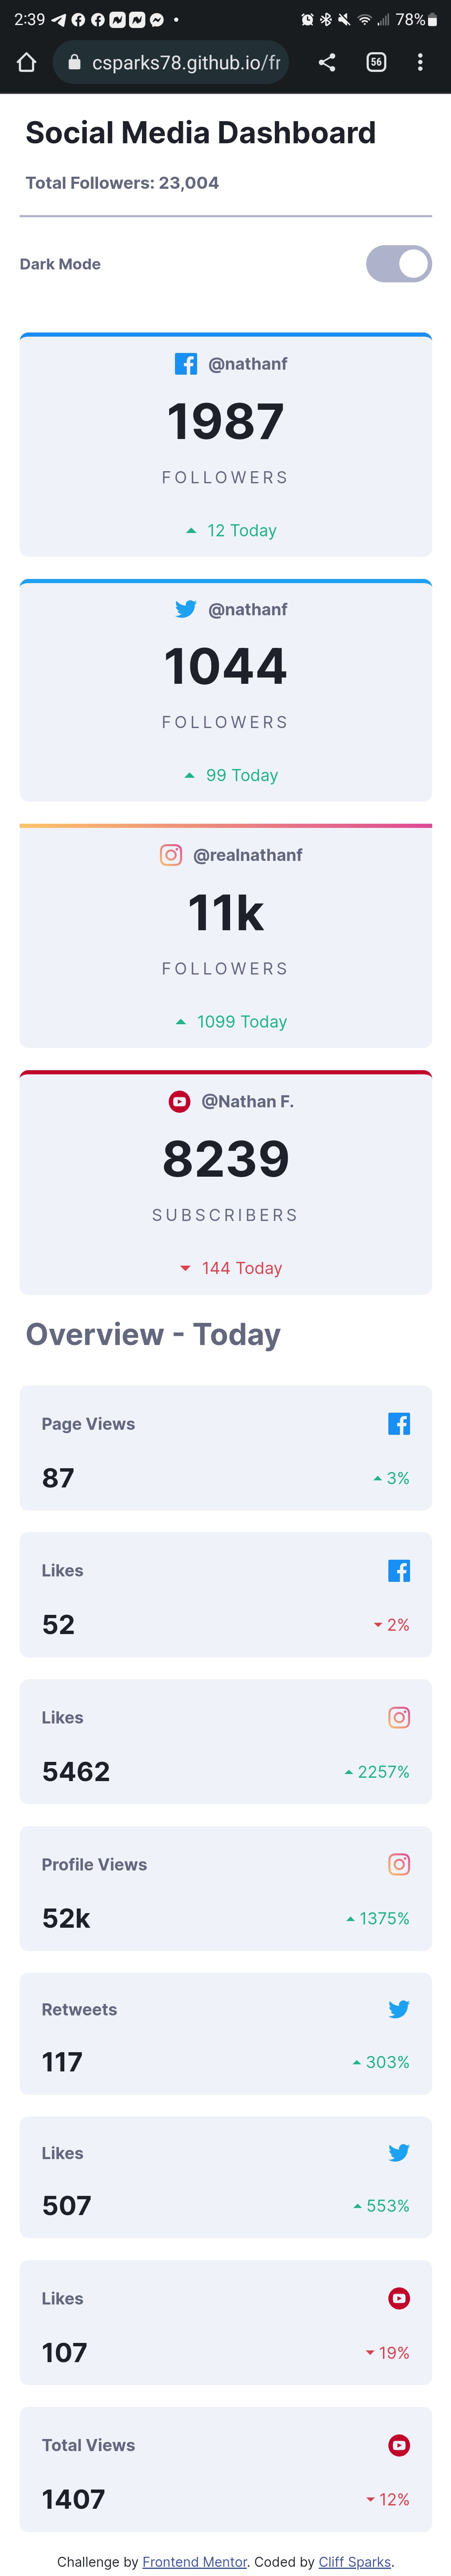 2:39
78%
csparks78.github.io/fr
56
Social Media Dashboard
Total Followers: 23,004
Dark Mode
@nathanf
1987
FOLLOWERS
12 Today
@nathanf
1044
FOLLOWERS
99 Today
@realnathanf
11k
FOLLOWERS
1099 Today
@Nathan F.
8239
SUBSCRIBERS
144 Today
Overview - Today
Page Views
87
3%
Likes
52
2%
Likes
5462
2257%
Profile Views
52k
1375%
Retweets
117
303%
Likes
507
553%
Likes
107
19%
Total Views
1407
12%
Challenge by Frontend Mentor. Coded by Cliff Sparks.